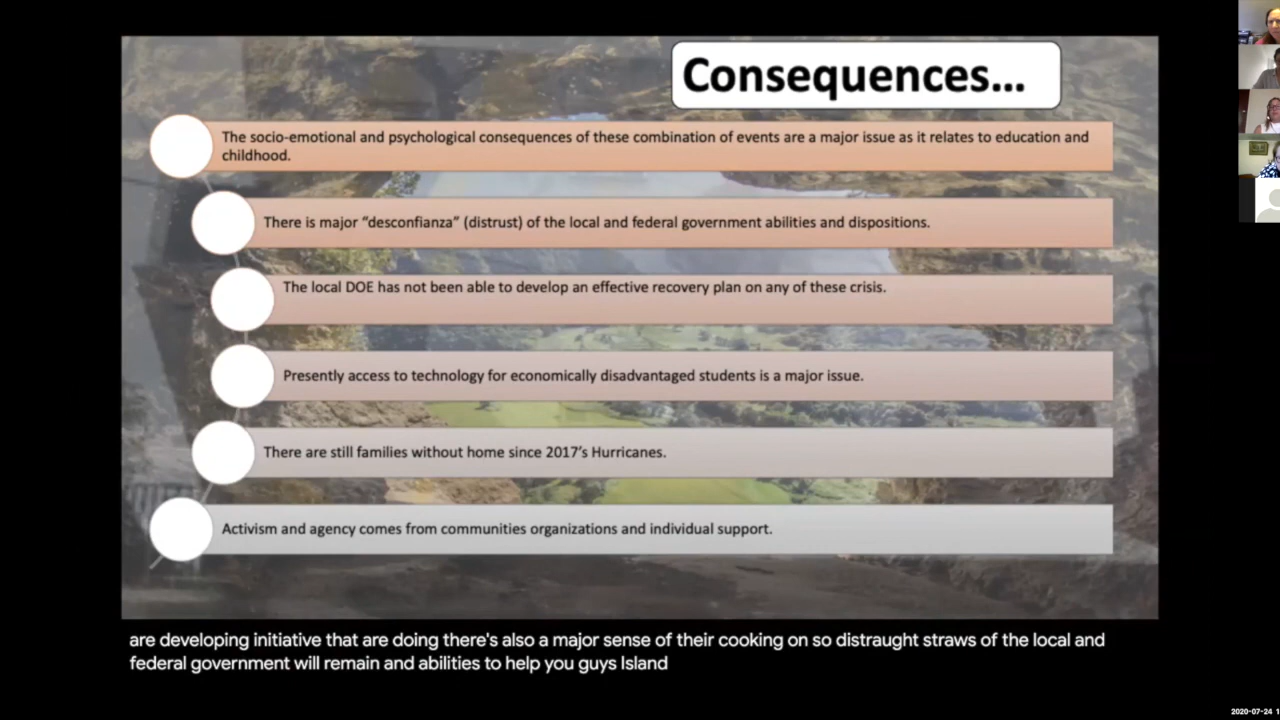 Consequences...
The socio-emotional and psychological consequences of these combination of events are a major issue as it relates to education and
childhood.
There is major “desconfianza” (distrust) of the local and federal government abilities and dispositions.
The local DOE has not been able to develop an effective recovery plan on any of these crisis.
Presently access to technology for economically disadvantaged students is a major issue.
There are still families without home since 2017’s Hurricanes.
Activism and agency comes from communities organizations and individual support.
are developing initiative that are doing there's also a major sense of their cooking on so distraught straws of the local and
federal government will remain and abilities to help you guys Island
2020-07-24 1